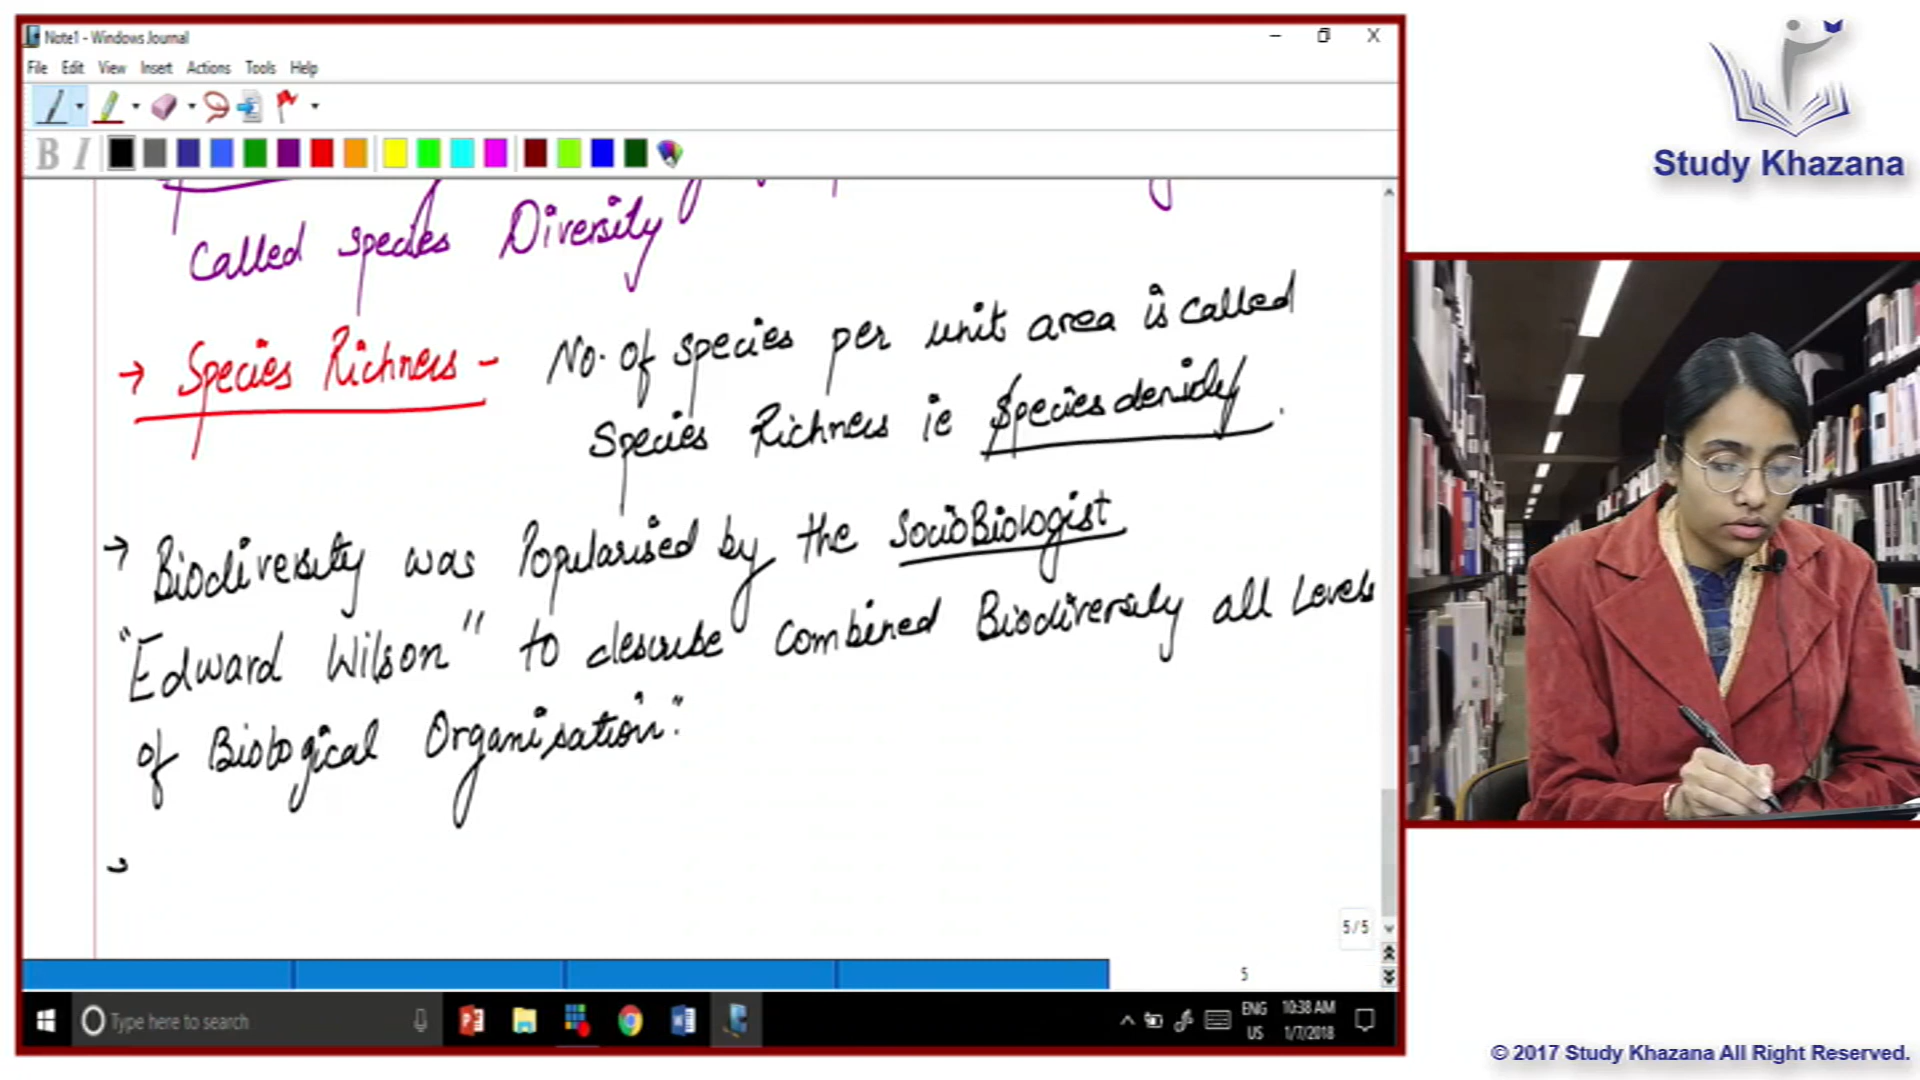 Note1 - Windows Journal
File Edit View Insert Actions Tools Help
B I
Study Khazana
Called Species Diversity
→ Species Richness - No. of species per unit area is called
Species Richness ie Species density.
→ Biodiversity was Popularised by the SocioBiologist
"Edward Wilson" to describe combined Biodiversity all Levels
of Biological Organisation."
→
5/5
5
Type here to search
ENG
US
10:38 AM
1/7/2018
© 2017 Study Khazana All Right Reserved.